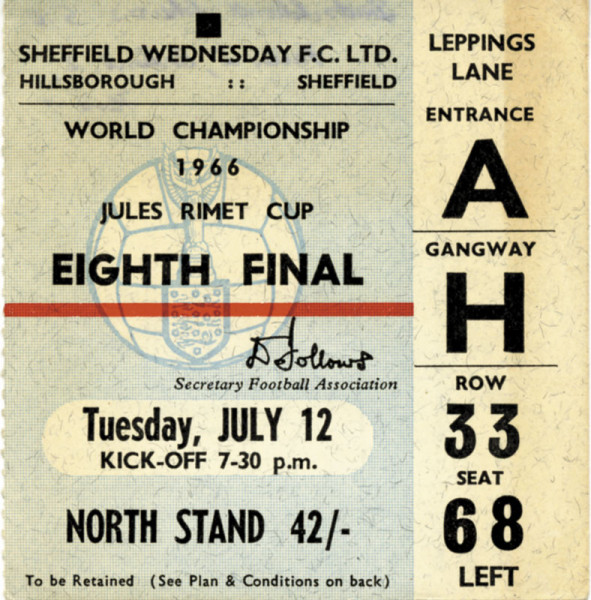 SHEFFIELD WEDNESDAY F.C. LTD.
HILLSBOROUGH :: SHEFFIELD
WORLD CHAMPIONSHIP
1966
JULES RIMET CUP
EIGHTH FINAL
D Follows
Secretary Football Association
Tuesday, JULY 12
KICK-OFF 7-30 p.m.
NORTH STAND 42/-
To be Retained (See Plan & Conditions on back)
LEPPINGS
LANE
ENTRANCE
A
GANGWAY
H
ROW
33
SEAT
68
LEFT